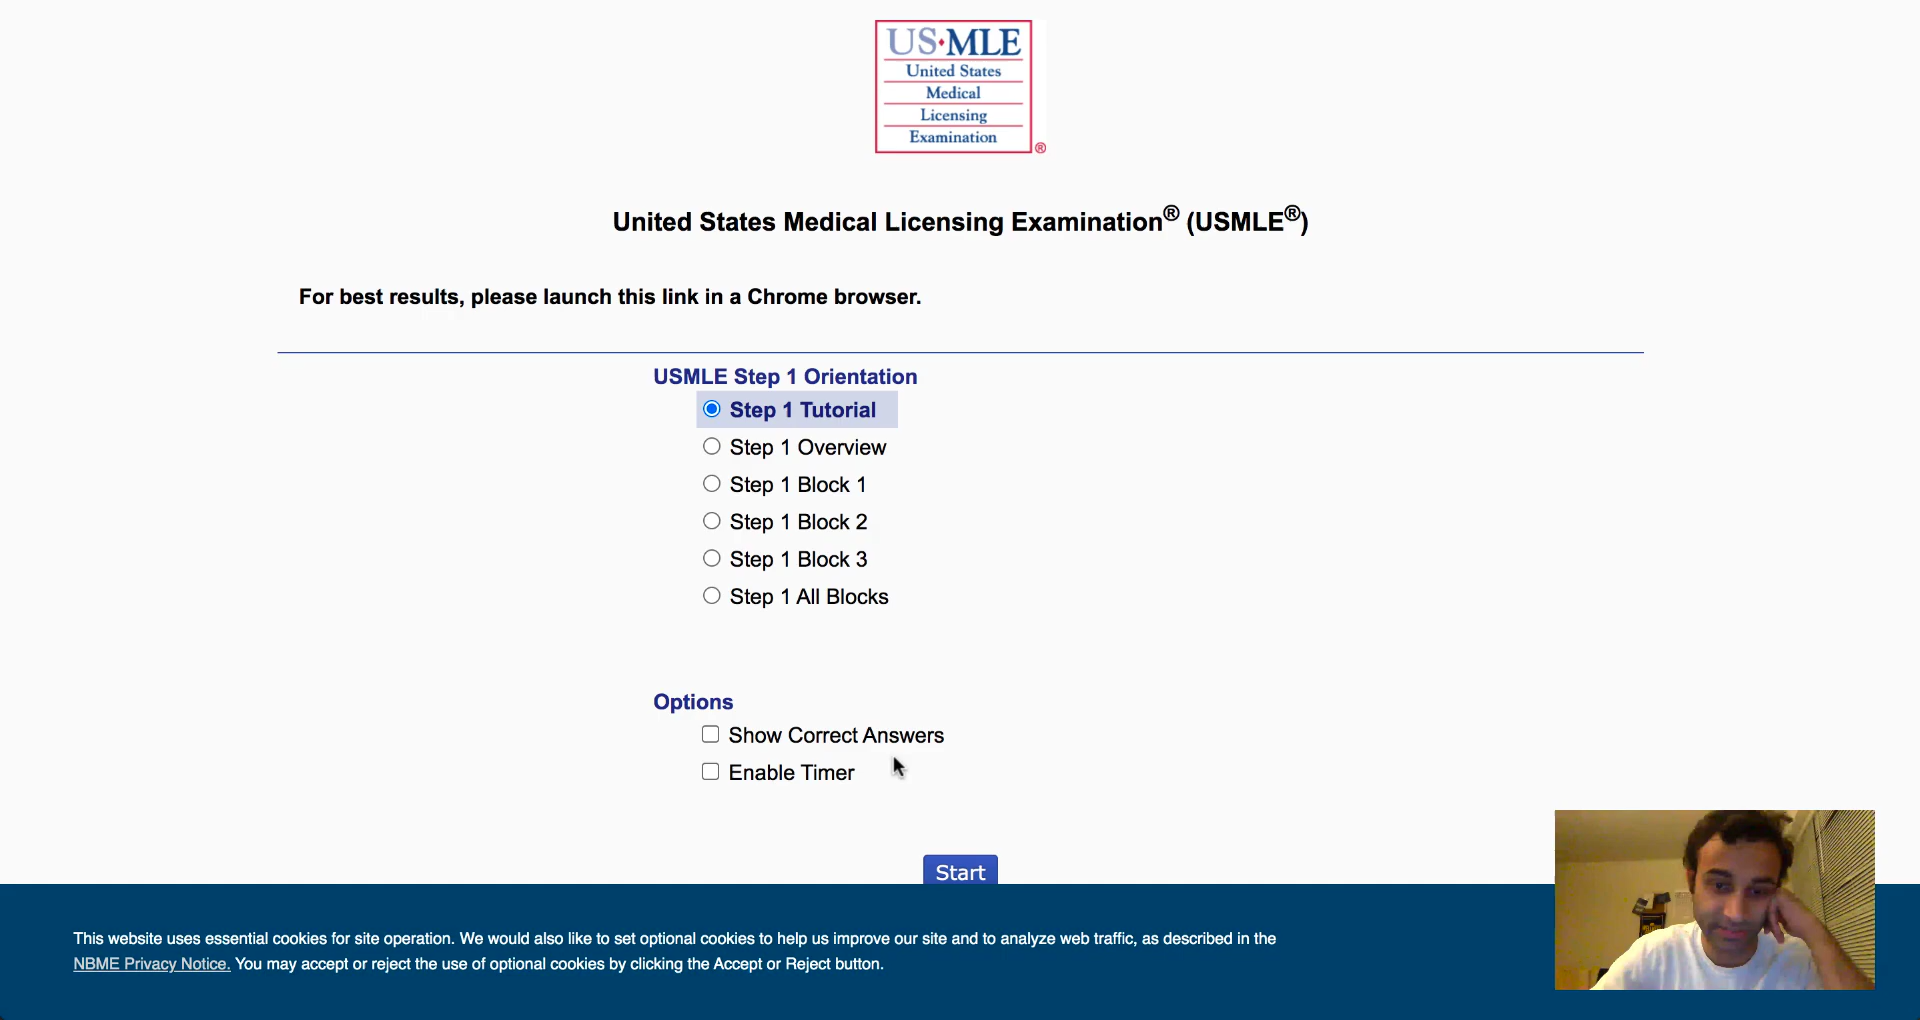 US•MLE
United States
Medical
Licensing
Examination
®
United States Medical Licensing Examination® (USMLE®)
For best results, please launch this link in a Chrome browser.
USMLE Step 1 Orientation
Step 1 Tutorial
Step 1 Overview
Step 1 Block 1
Step 1 Block 2
Step 1 Block 3
Step 1 All Blocks
Options
Show Correct Answers
Enable Timer
Start
This website uses essential cookies for site operation. We would also like to set optional cookies to help us improve our site and to analyze web traffic, as described in the
NBME Privacy Notice. You may accept or reject the use of optional cookies by clicking the Accept or Reject button.